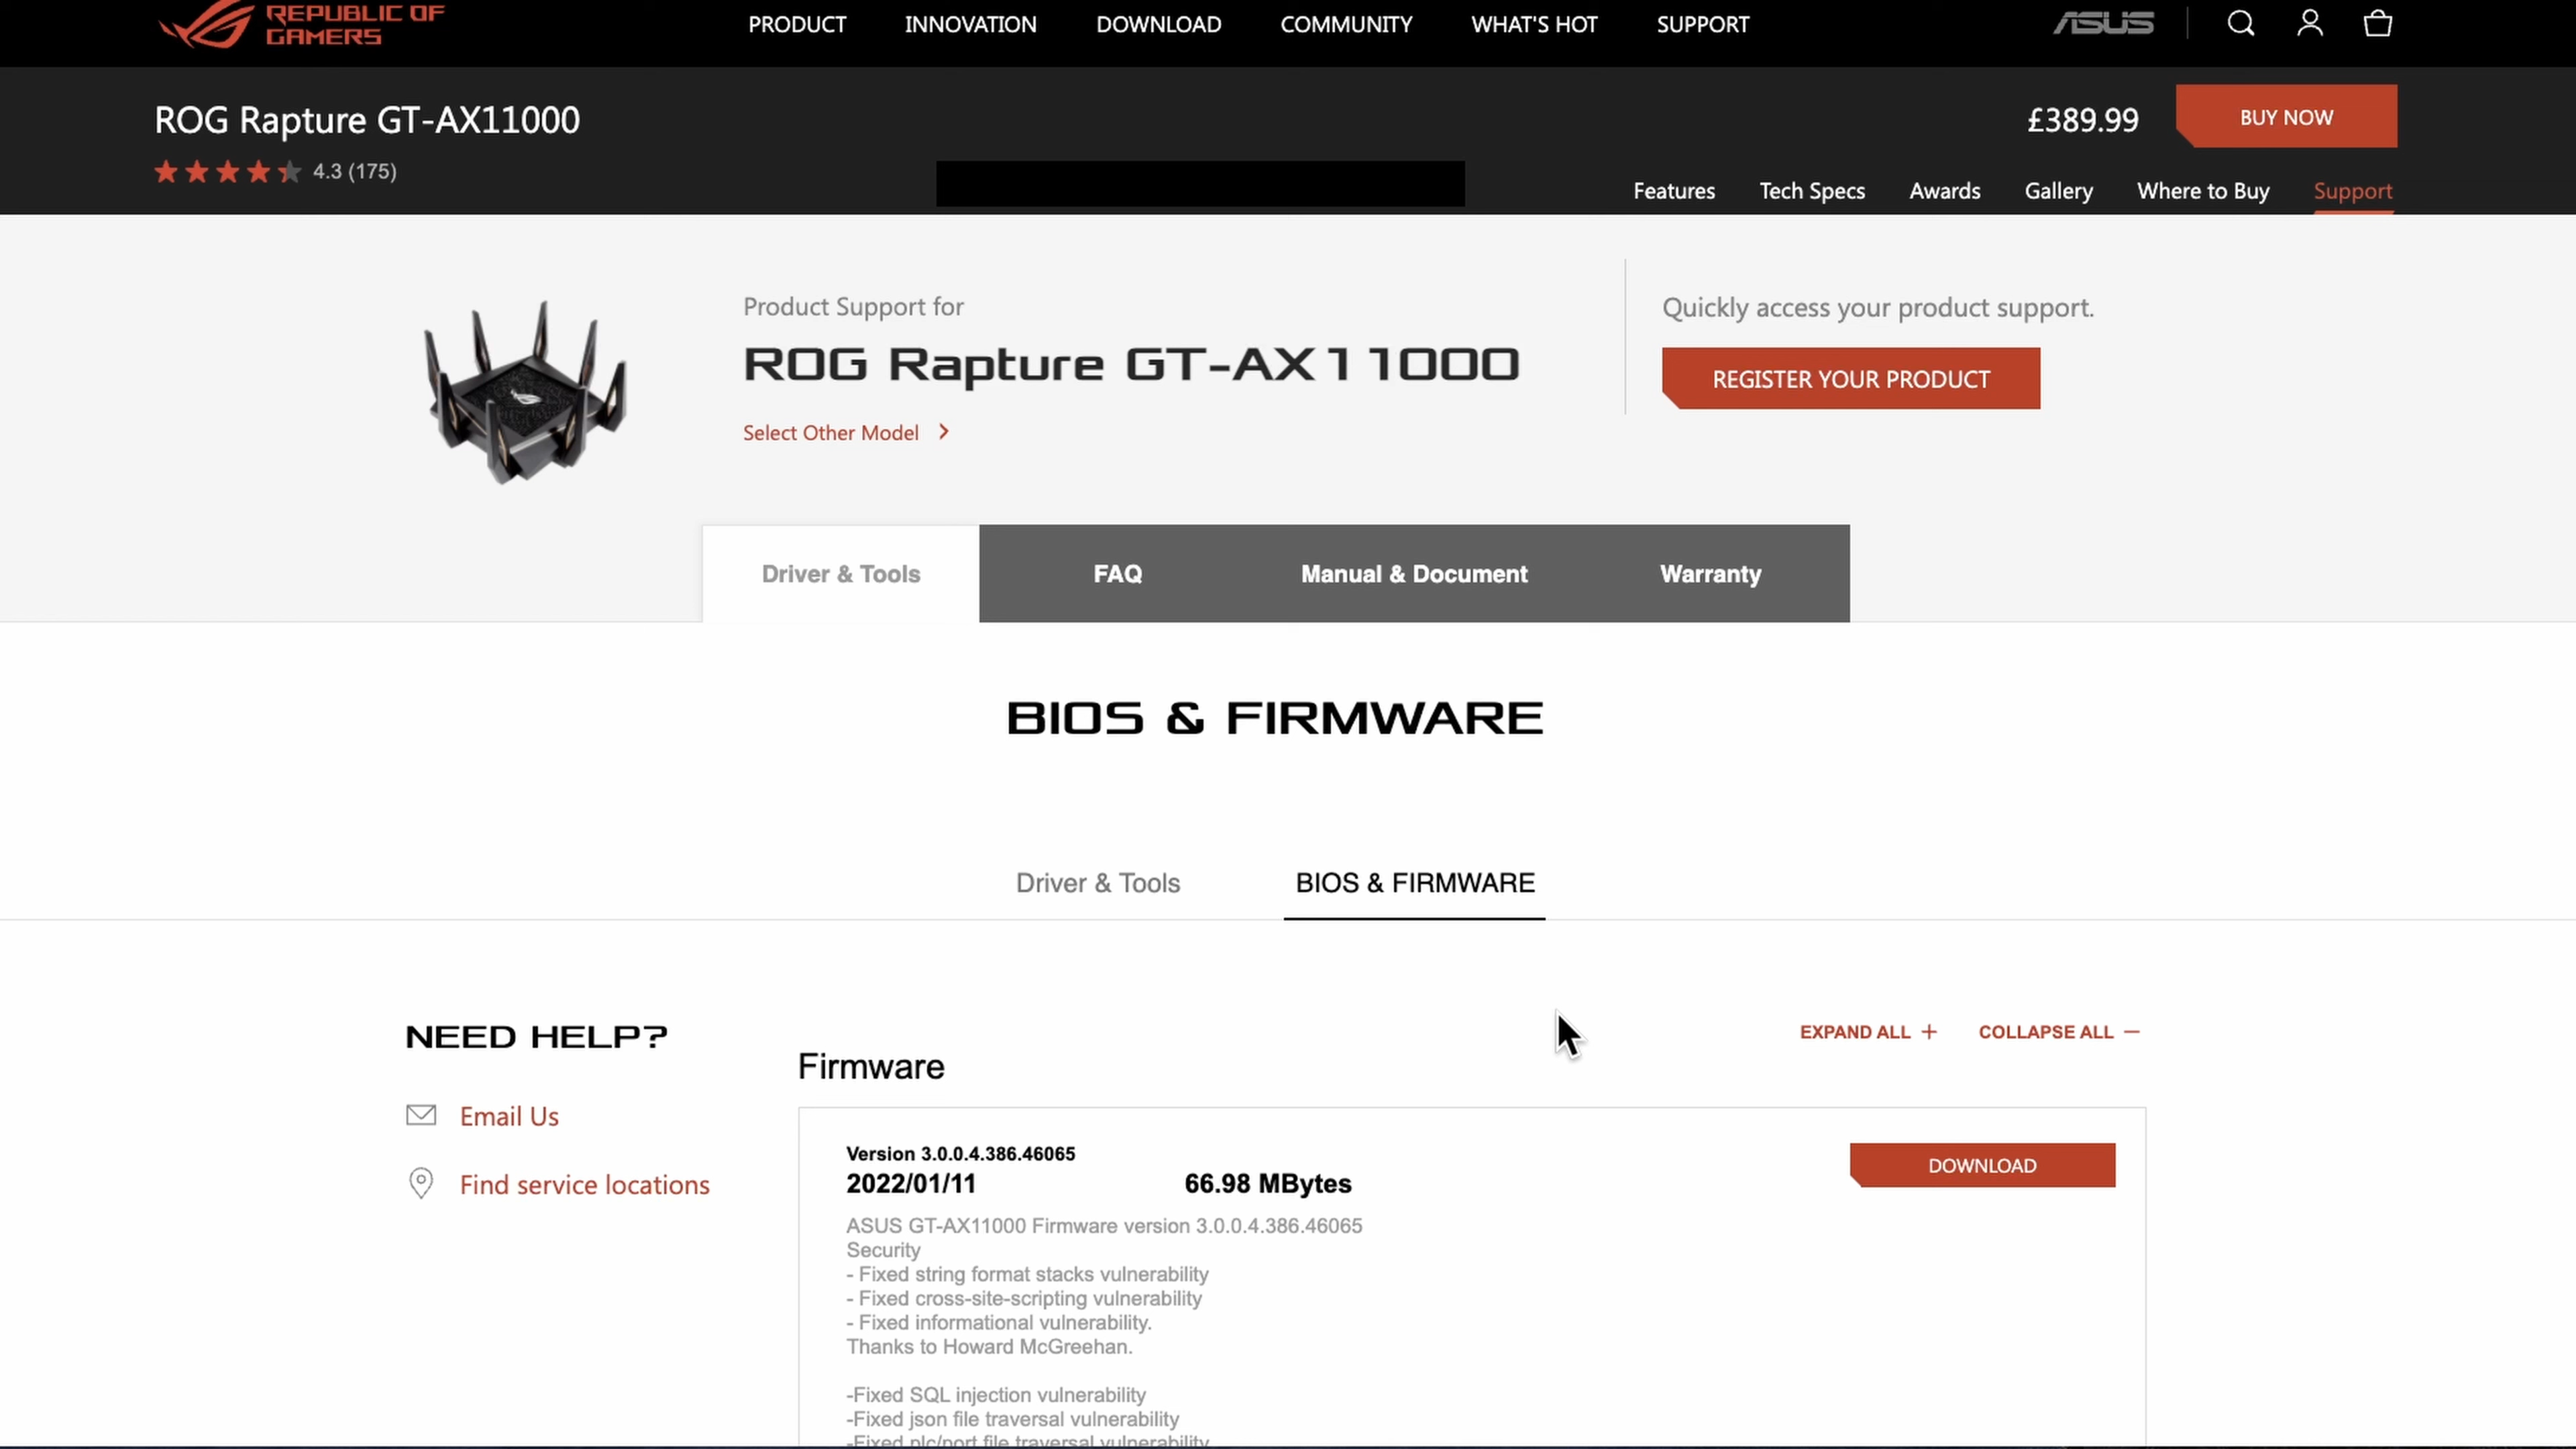 REPUBLIC OF
GAMERS
PRODUCT INNOVATION DOWNLOAD COMMUNITY WHAT'S HOT SUPPORT
ASUS
ROG Rapture GT-AX11000
£389.99
BUY NOW
4.3 (175)
Features Tech Specs Awards Gallery Where to Buy Support
Product Support for
ROG Rapture GT-AX11000
Select Other Model
Quickly access your product support.
REGISTER YOUR PRODUCT
Driver & Tools FAQ Manual & Document Warranty
BIOS & FIRMWARE
Driver & Tools BIOS & FIRMWARE
NEED HELP?
Email Us
Find service locations
EXPAND ALL + COLLAPSE ALL −
Firmware
Version 3.0.0.4.386.46065
2022/01/11 66.98 MBytes
DOWNLOAD
ASUS GT-AX11000 Firmware version 3.0.0.4.386.46065
Security
- Fixed string format stacks vulnerability
- Fixed cross-site-scripting vulnerability
- Fixed informational vulnerability.
Thanks to Howard McGreehan.
-Fixed SQL injection vulnerability
-Fixed json file traversal vulnerability
-Fixed plc/port file traversal vulnerability